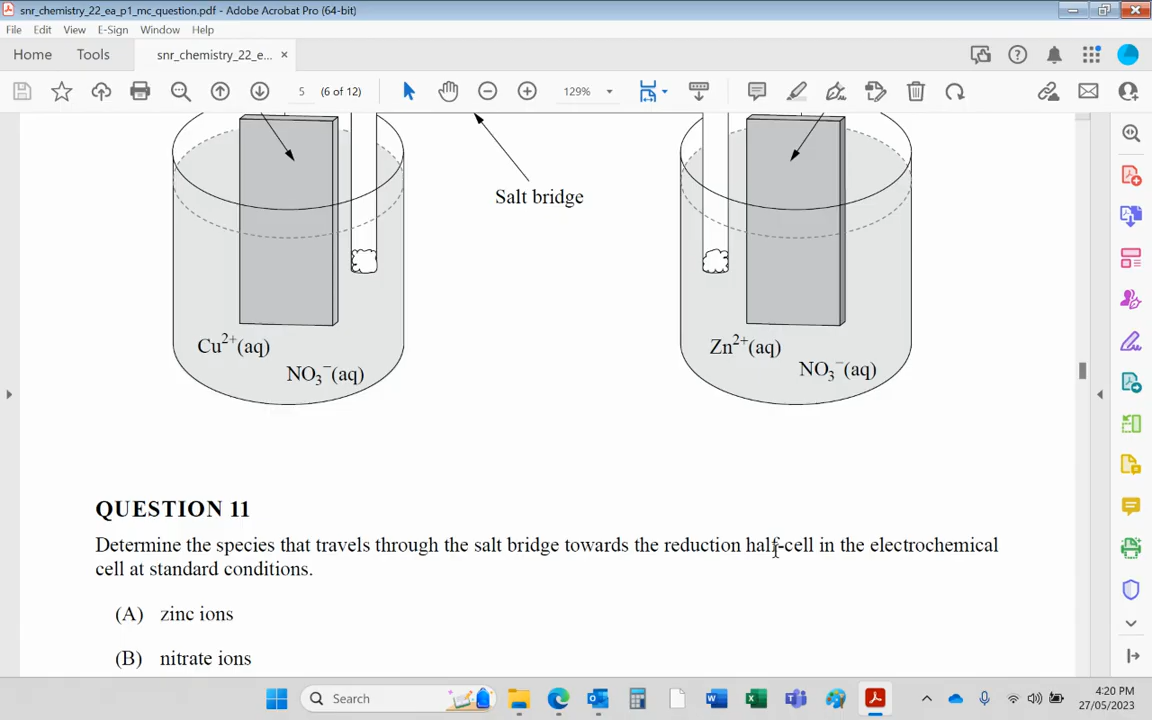 snr_chemistry_22_ea_p1_mc_question.pdf - Adobe Acrobat Pro (64-bit)
File Edit View E-Sign Window Help
Home Tools snr_chemistry_22_e... ×
5 (6 of 12) 129%
Salt bridge
Cu²⁺(aq)
NO₃⁻(aq)
Zn²⁺(aq)
NO₃⁻(aq)
QUESTION 11
Determine the species that travels through the salt bridge towards the reduction half-cell in the electrochemical
cell at standard conditions.
(A) zinc ions
(B) nitrate ions
Search
4:20 PM
27/05/2023